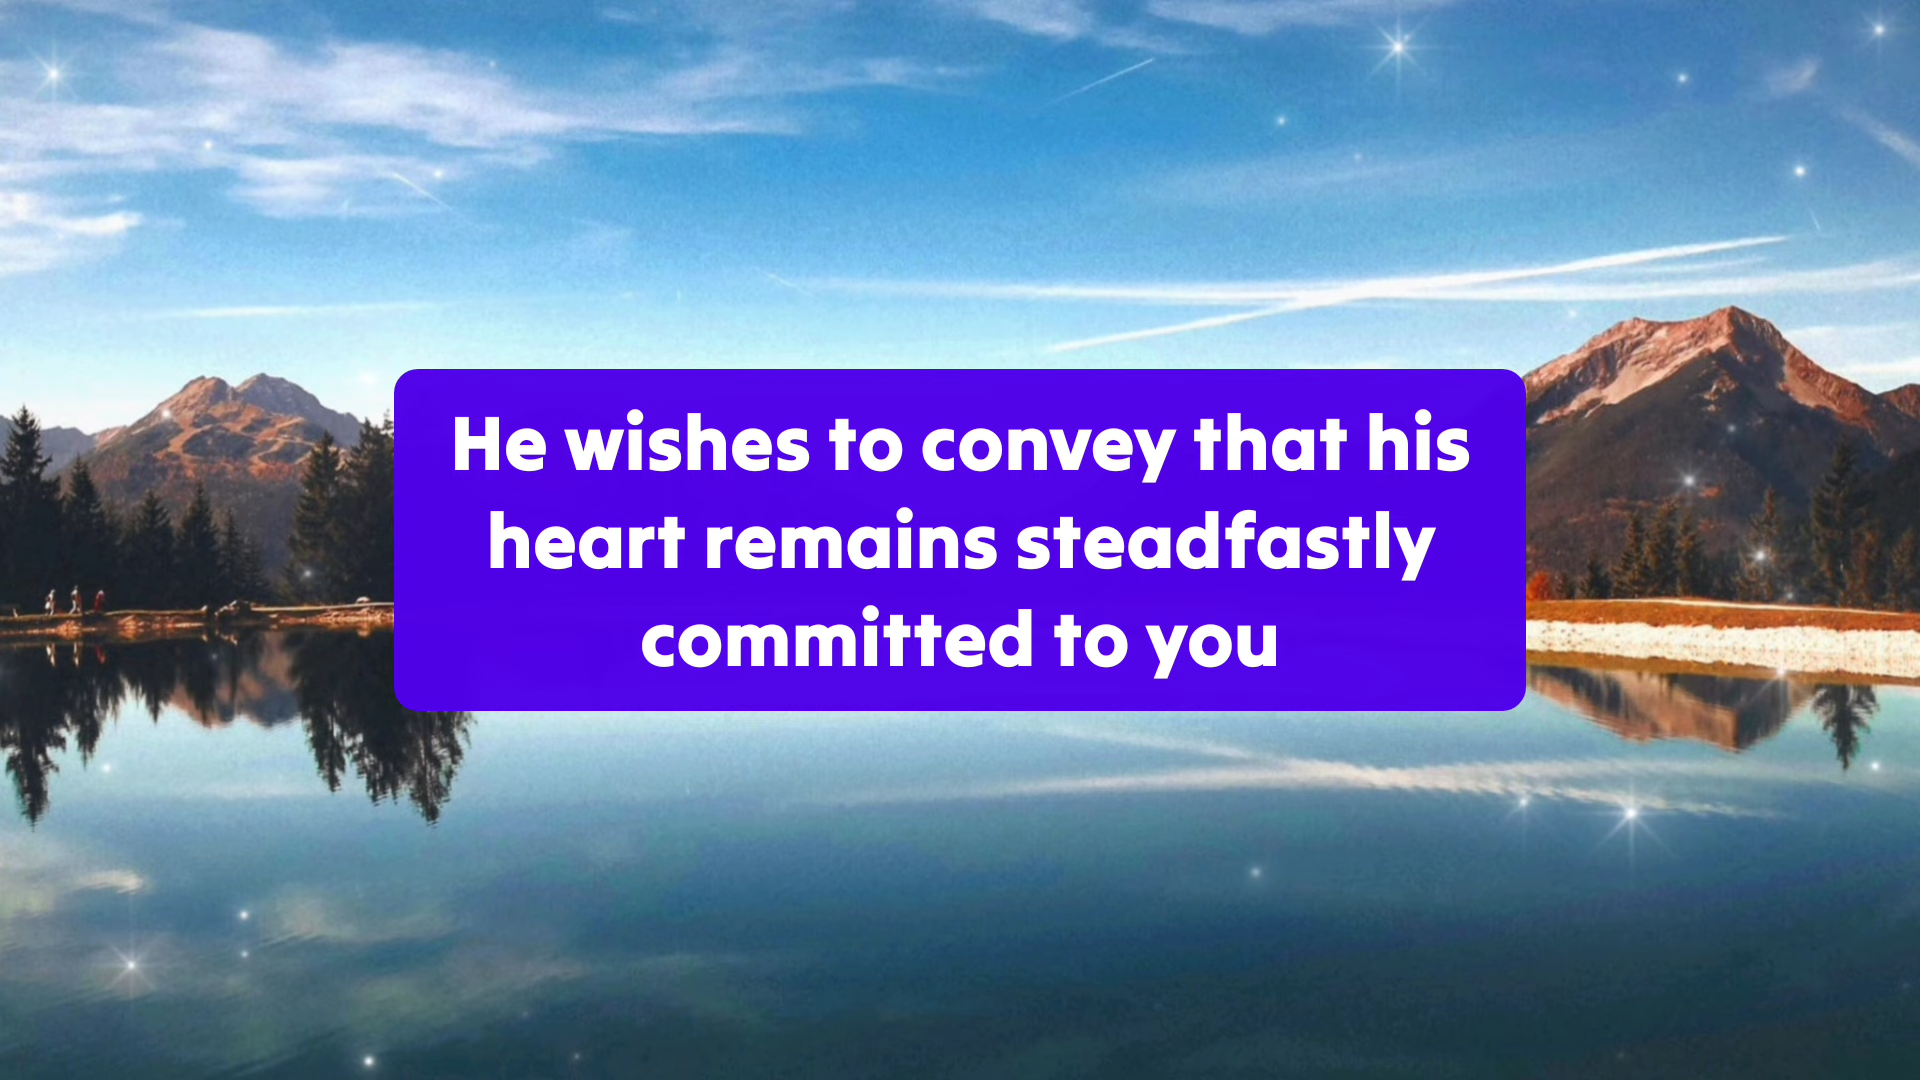 He wishes to convey that his
heart remains steadfastly
committed to you